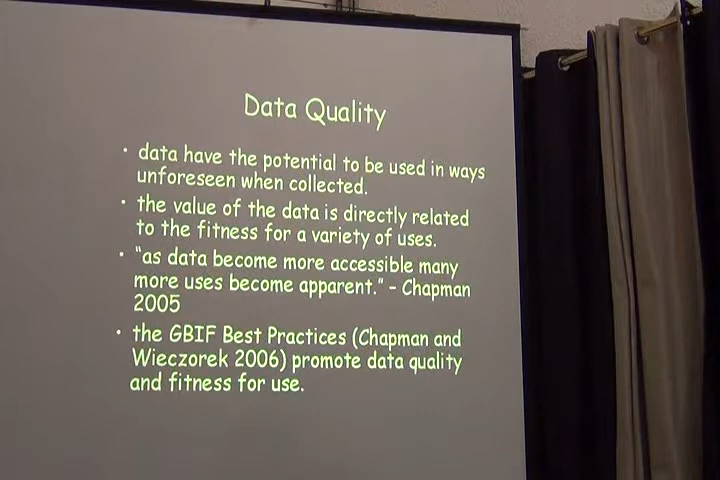 Data Quality
• data have the potential to be used in ways
unforeseen when collected.
• the value of the data is directly related
to the fitness for a variety of uses.
• "as data become more accessible many
more uses become apparent." – Chapman
2005
• the GBIF Best Practices (Chapman and
Wieczorek 2006) promote data quality
and fitness for use.